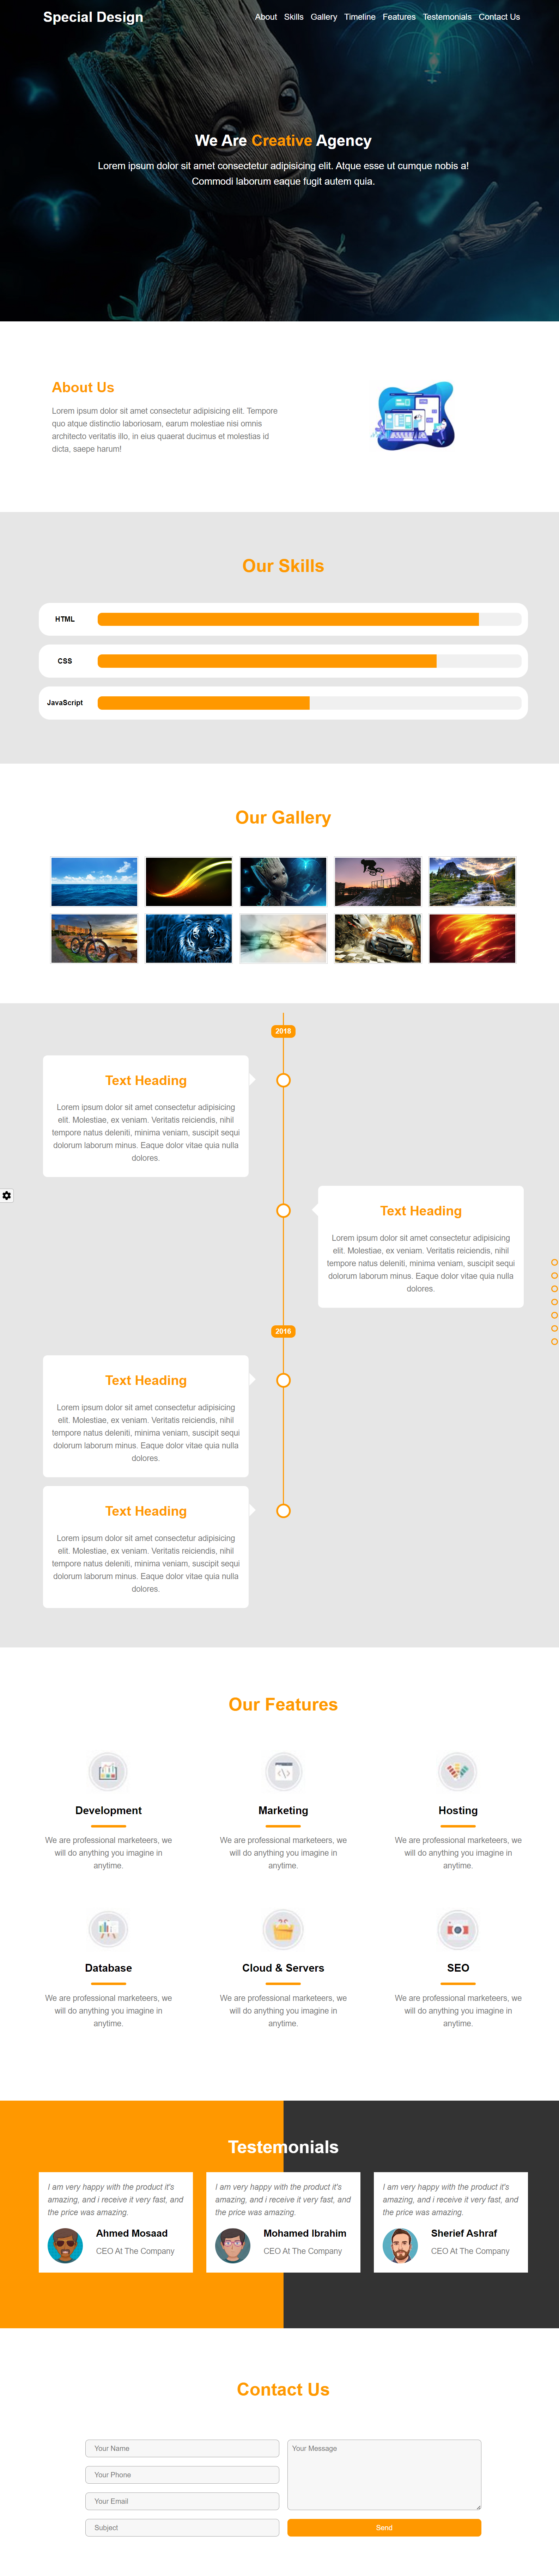 Special Design
About Skills Gallery Timeline Features Testemonials Contact Us
We Are Creative Agency
Lorem ipsum dolor sit amet consectetur adipisicing elit. Atque esse ut cumque nobis a!
Commodi laborum eaque fugit autem quia.
About Us
Lorem ipsum dolor sit amet consectetur adipisicing elit. Tempore
quo atque distinctio laboriosam, earum molestiae nisi omnis
architecto veritatis illo, in eius quaerat ducimus et molestias id
dicta, saepe harum!
Our Skills
HTML
CSS
JavaScript
Our Gallery
2018
Text Heading
Lorem ipsum dolor sit amet consectetur adipisicing
elit. Molestiae, ex veniam. Veritatis reiciendis, nihil
tempore natus deleniti, minima veniam, suscipit sequi
dolorum laborum minus. Eaque dolor vitae quia nulla
dolores.
Text Heading
Lorem ipsum dolor sit amet consectetur adipisicing
elit. Molestiae, ex veniam. Veritatis reiciendis, nihil
tempore natus deleniti, minima veniam, suscipit sequi
dolorum laborum minus. Eaque dolor vitae quia nulla
dolores.
2016
Text Heading
Lorem ipsum dolor sit amet consectetur adipisicing
elit. Molestiae, ex veniam. Veritatis reiciendis, nihil
tempore natus deleniti, minima veniam, suscipit sequi
dolorum laborum minus. Eaque dolor vitae quia nulla
dolores.
Text Heading
Lorem ipsum dolor sit amet consectetur adipisicing
elit. Molestiae, ex veniam. Veritatis reiciendis, nihil
tempore natus deleniti, minima veniam, suscipit sequi
dolorum laborum minus. Eaque dolor vitae quia nulla
dolores.
Our Features
Development
We are professional marketeers, we
will do anything you imagine in
anytime.
Marketing
We are professional marketeers, we
will do anything you imagine in
anytime.
Hosting
We are professional marketeers, we
will do anything you imagine in
anytime.
Database
We are professional marketeers, we
will do anything you imagine in
anytime.
Cloud & Servers
We are professional marketeers, we
will do anything you imagine in
anytime.
SEO
We are professional marketeers, we
will do anything you imagine in
anytime.
Testemonials
I am very happy with the product it's
amazing, and i receive it very fast, and
the price was amazing.
Ahmed Mosaad
CEO At The Company
I am very happy with the product it's
amazing, and i receive it very fast, and
the price was amazing.
Mohamed Ibrahim
CEO At The Company
I am very happy with the product it's
amazing, and i receive it very fast, and
the price was amazing.
Sherief Ashraf
CEO At The Company
Contact Us
Your Name
Your Phone
Your Email
Subject
Your Message
Send